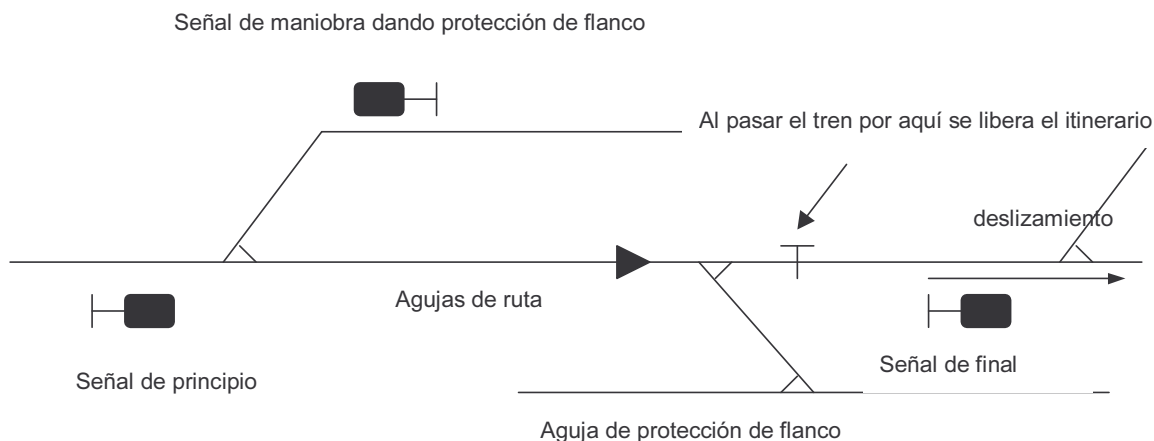 Señal de maniobra dando protección de flanco
Al pasar el tren por aquí se libera el itinerario
deslizamiento
Agujas de ruta
Señal de principio
Señal de final
Aguja de protección de flanco